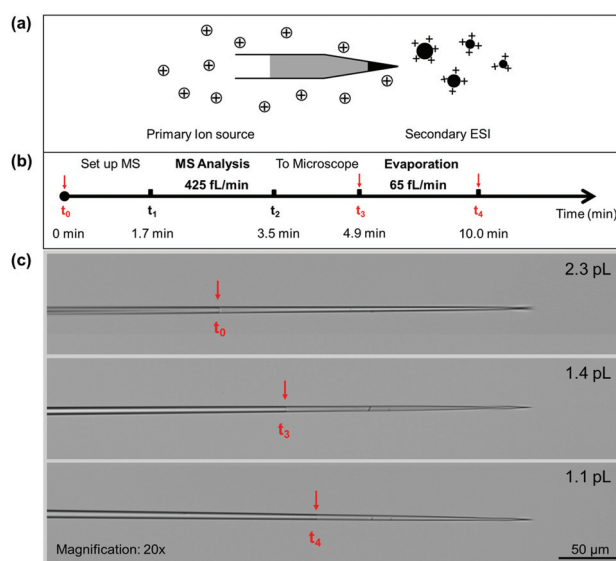 (a)
Primary Ion source
Secondary ESI
(b)
Set up MS
MS Analysis
To Microscope
Evaporation
425 fL/min
65 fL/min
t0
t1
t2
t3
t4
Time (min)
0 min
1.7 min
3.5 min
4.9 min
10.0 min
(c)
2.3 pL
t0
1.4 pL
t3
1.1 pL
t4
Magnification: 20x
50 µm